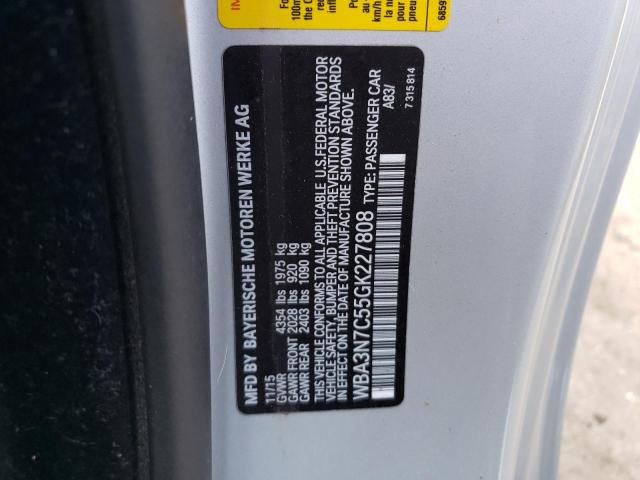 MFD BY BAYERISCHE MOTOREN WERKE AG
11/15
GVWR 4354 lbs 1975 kg
GAWR FRONT 2028 lbs 920 kg
GAWR REAR 2403 lbs 1090 kg
THIS VEHICLE CONFORMS TO ALL APPLICABLE U.S.FEDERAL MOTOR
VEHICLE SAFETY, BUMPER AND THEFT PREVENTION STANDARDS
IN EFFECT ON THE DATE OF MANUFACTURE SHOWN ABOVE.
WBA3N7C55GK227808 TYPE: PASSENGER CAR
A83/
7 315 814